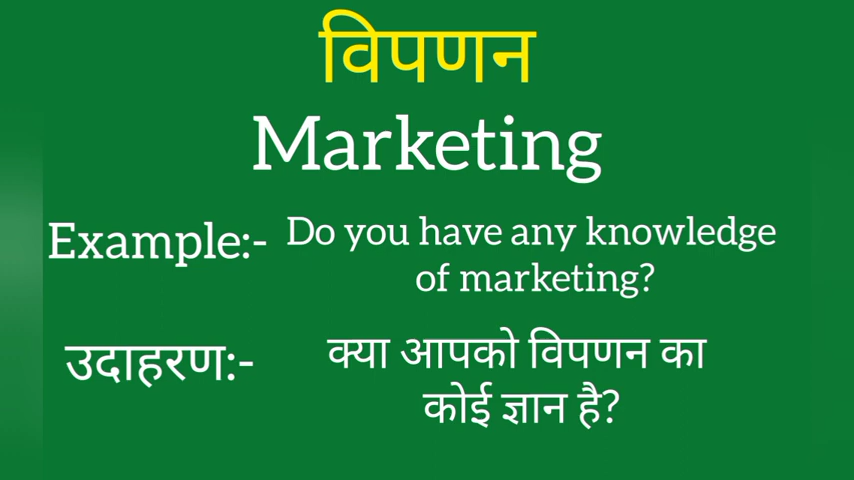 विपणन
Marketing
Example:- Do you have any knowledge
of marketing?
उदाहरण:- क्या आपको विपणन का
कोई ज्ञान है?